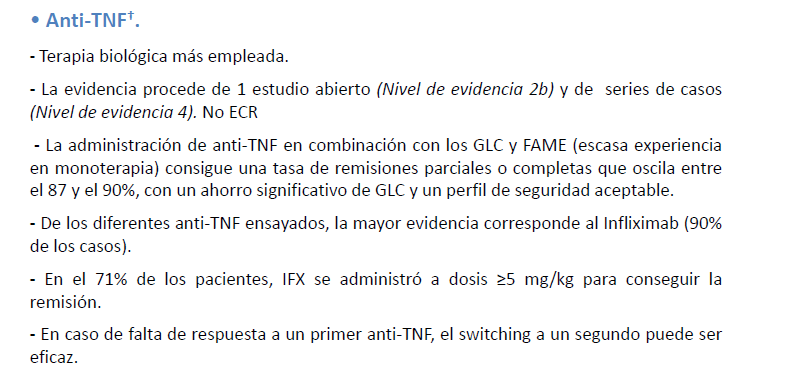 • Anti-TNF†.
- Terapia biológica más empleada.
- La evidencia procede de 1 estudio abierto (Nivel de evidencia 2b) y de series de casos
(Nivel de evidencia 4). No ECR
- La administración de anti-TNF en combinación con los GLC y FAME (escasa experiencia
en monoterapia) consigue una tasa de remisiones parciales o completas que oscila entre
el 87 y el 90%, con un ahorro significativo de GLC y un perfil de seguridad aceptable.
- De los diferentes anti-TNF ensayados, la mayor evidencia corresponde al Infliximab (90%
de los casos).
- En el 71% de los pacientes, IFX se administró a dosis ≥5 mg/kg para conseguir la
remisión.
- En caso de falta de respuesta a un primer anti-TNF, el switching a un segundo puede ser
eficaz.